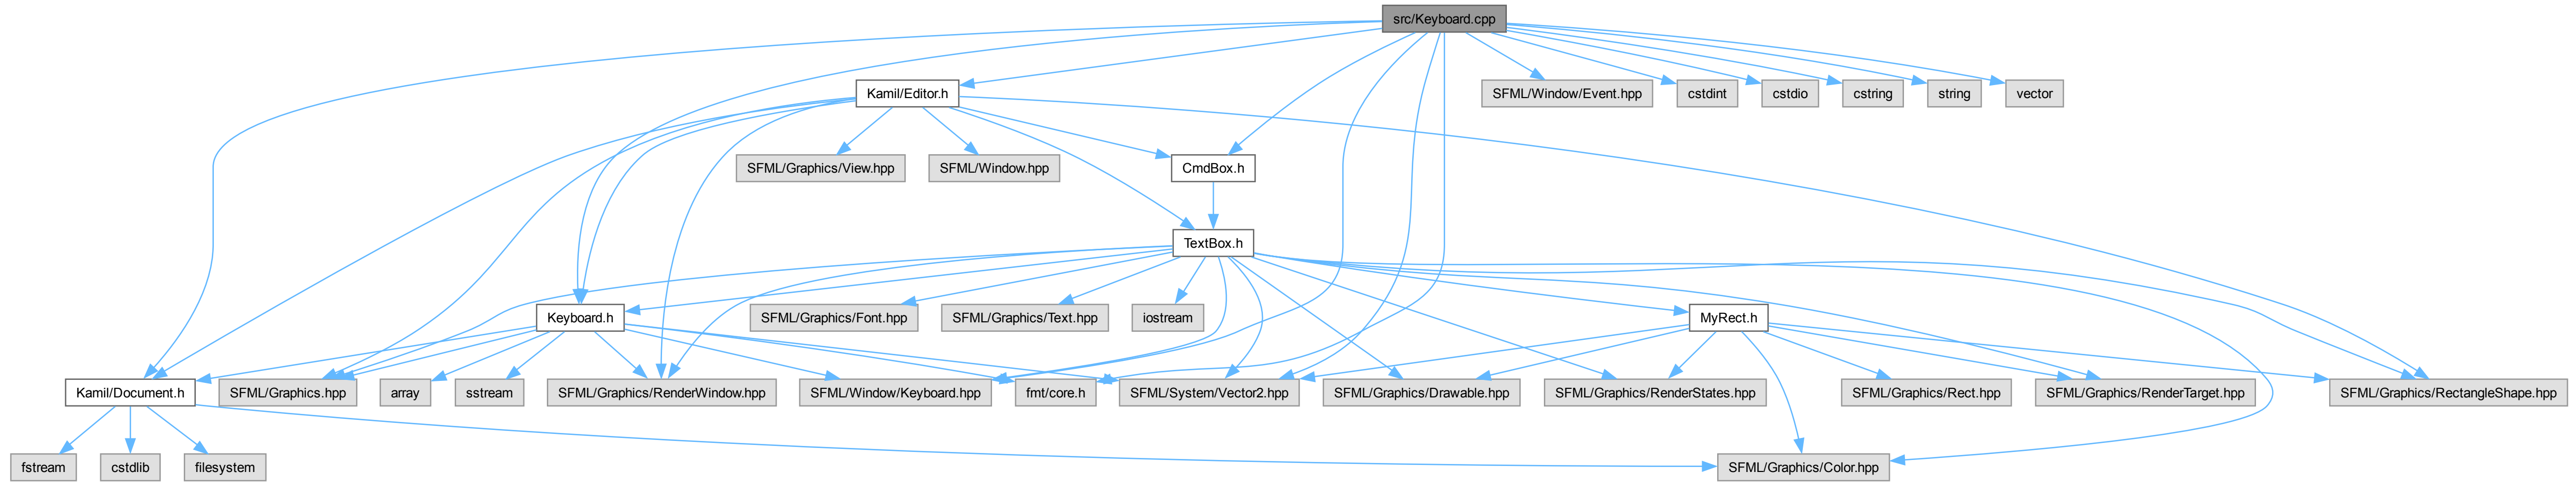 src/Keyboard.cpp
Kamil/Editor.h
SFML/Window/Event.hpp
cstdint
cstdio
cstring
string
vector
SFML/Graphics/View.hpp
SFML/Window.hpp
CmdBox.h
TextBox.h
Keyboard.h
SFML/Graphics/Font.hpp
SFML/Graphics/Text.hpp
iostream
MyRect.h
Kamil/Document.h
SFML/Graphics.hpp
array
sstream
SFML/Graphics/RenderWindow.hpp
SFML/Window/Keyboard.hpp
fmt/core.h
SFML/System/Vector2.hpp
SFML/Graphics/Drawable.hpp
SFML/Graphics/RenderStates.hpp
SFML/Graphics/Rect.hpp
SFML/Graphics/RenderTarget.hpp
SFML/Graphics/RectangleShape.hpp
fstream
cstdlib
filesystem
SFML/Graphics/Color.hpp